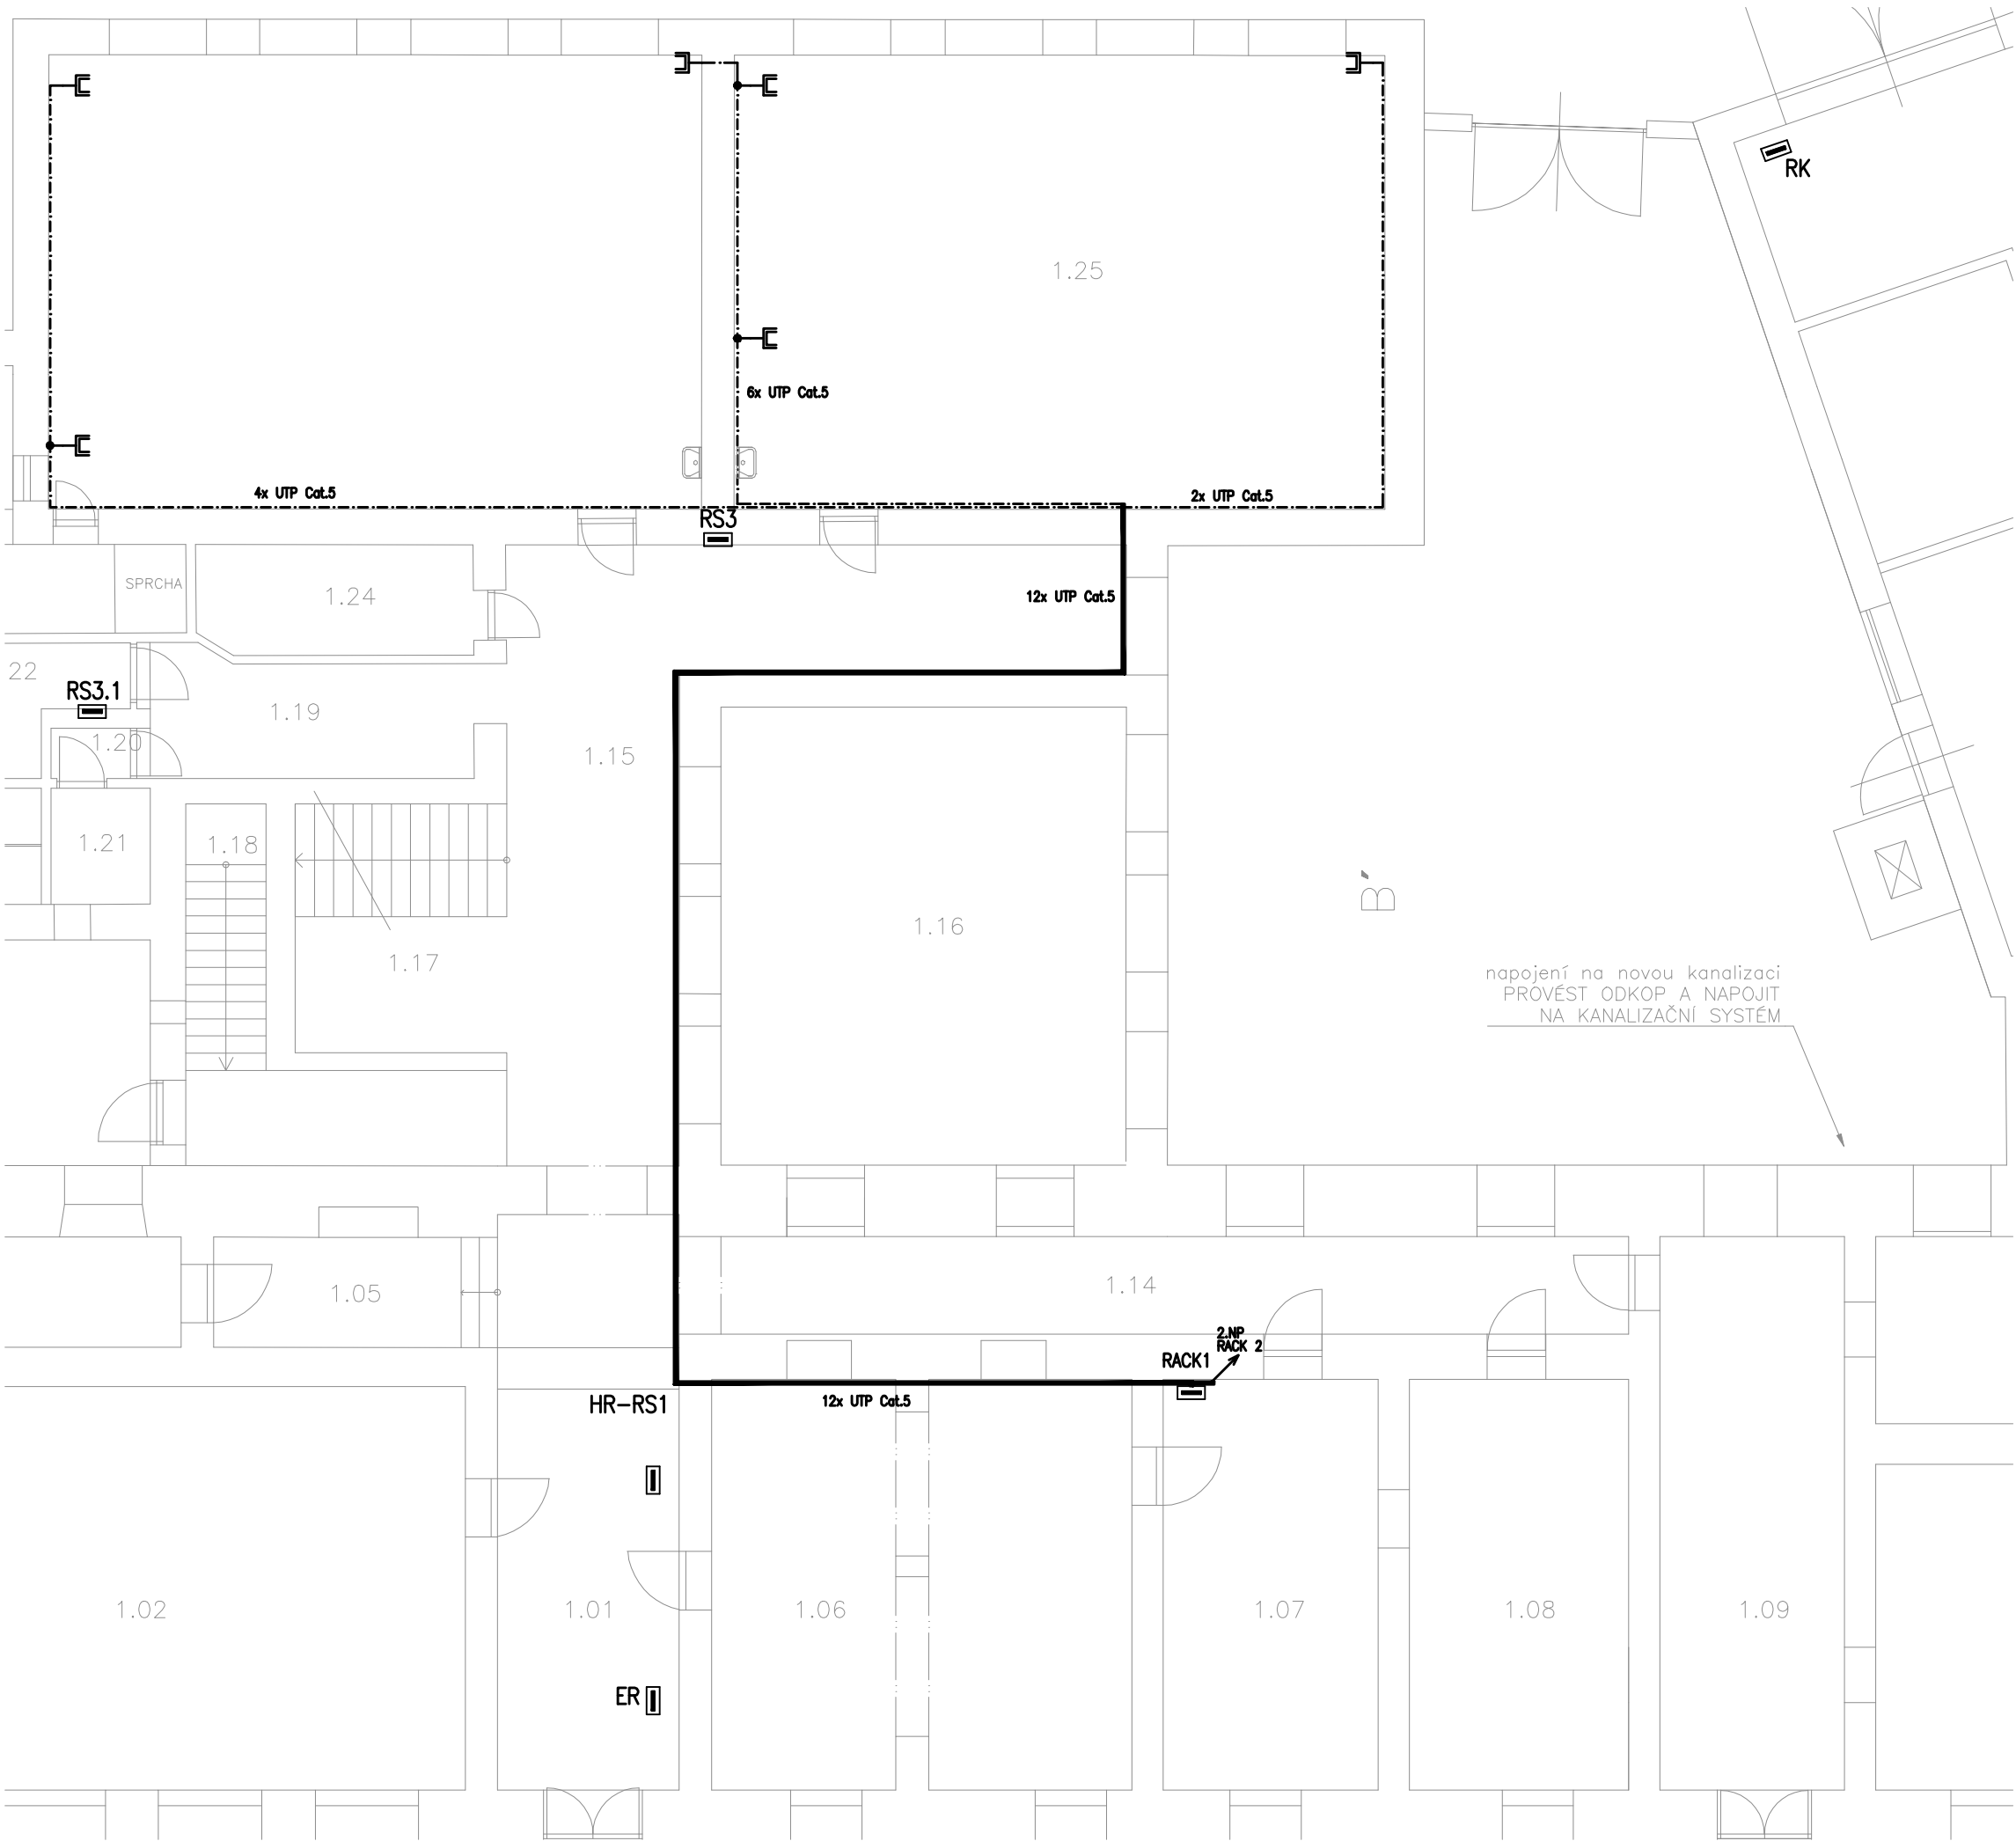 RK
1.25
6x UTP Cat.5
4x UTP Cat.5
2x UTP Cat.5
RS3
SPRCHA
1.24
12x UTP Cat.5
22
RS3.1
1.19
1.20
1.15
1.21
1.18
B`
1.16
1.17
napojení na novou kanalizaci
PROVÉST ODKOP A NAPOJIT
NA KANALIZAČNÍ SYSTÉM
1.05
1.14
2.NP
RACK 2
RACK1
HR-RS1
12x UTP Cat.5
1.02
1.01
1.06
1.07
1.08
1.09
ER